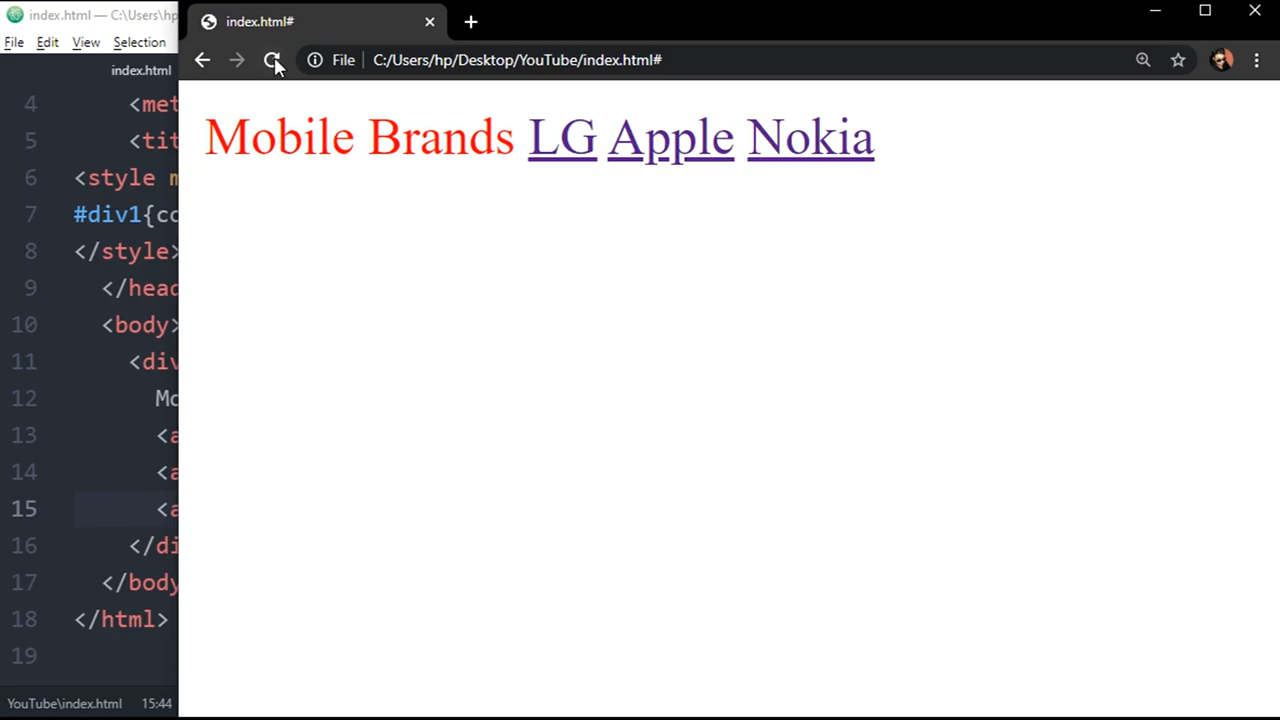 index.html — C:\Users\hp
File Edit View Selection
index.html
4 <met
5 <tit
6 <style m
7 #div1{co
8 </style>
9 </head
10 <body>
11 <div
12 Mo
13 <a
14 <a
15 <a
16 </di
17 </body
18 </html>
19
YouTube\index.html 15:44
index.html#
File C:/Users/hp/Desktop/YouTube/index.html#
Mobile Brands LG Apple Nokia